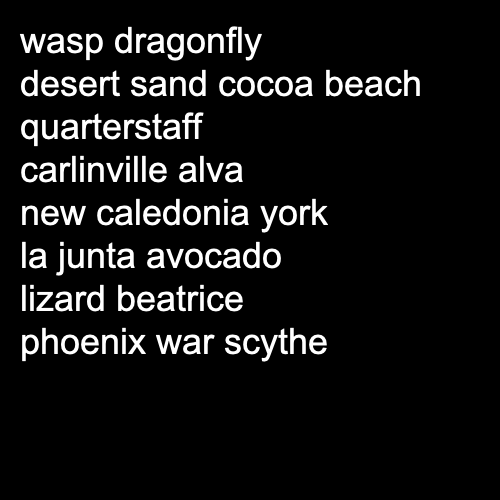 wasp dragonfly
desert sand cocoa beach
quarterstaff
carlinville alva
new caledonia york
la junta avocado
lizard beatrice
phoenix war scythe